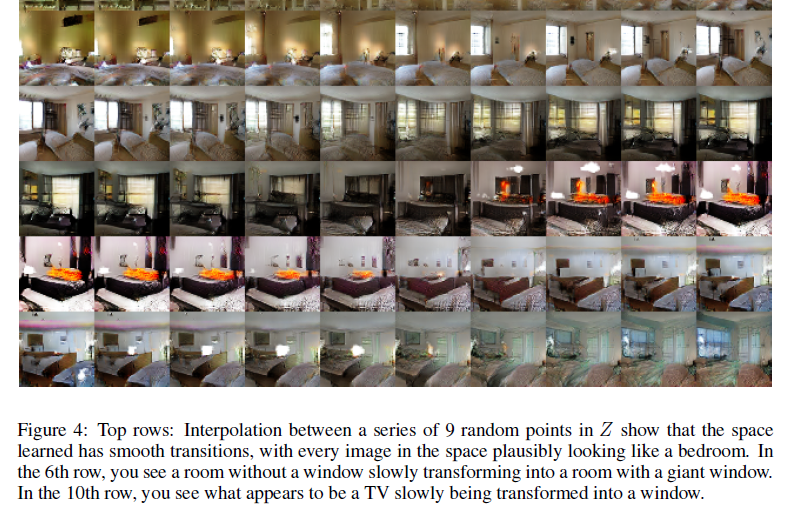 Figure 4: Top rows: Interpolation between a series of 9 random points in Z show that the space
learned has smooth transitions, with every image in the space plausibly looking like a bedroom. In
the 6th row, you see a room without a window slowly transforming into a room with a giant window.
In the 10th row, you see what appears to be a TV slowly being transformed into a window.